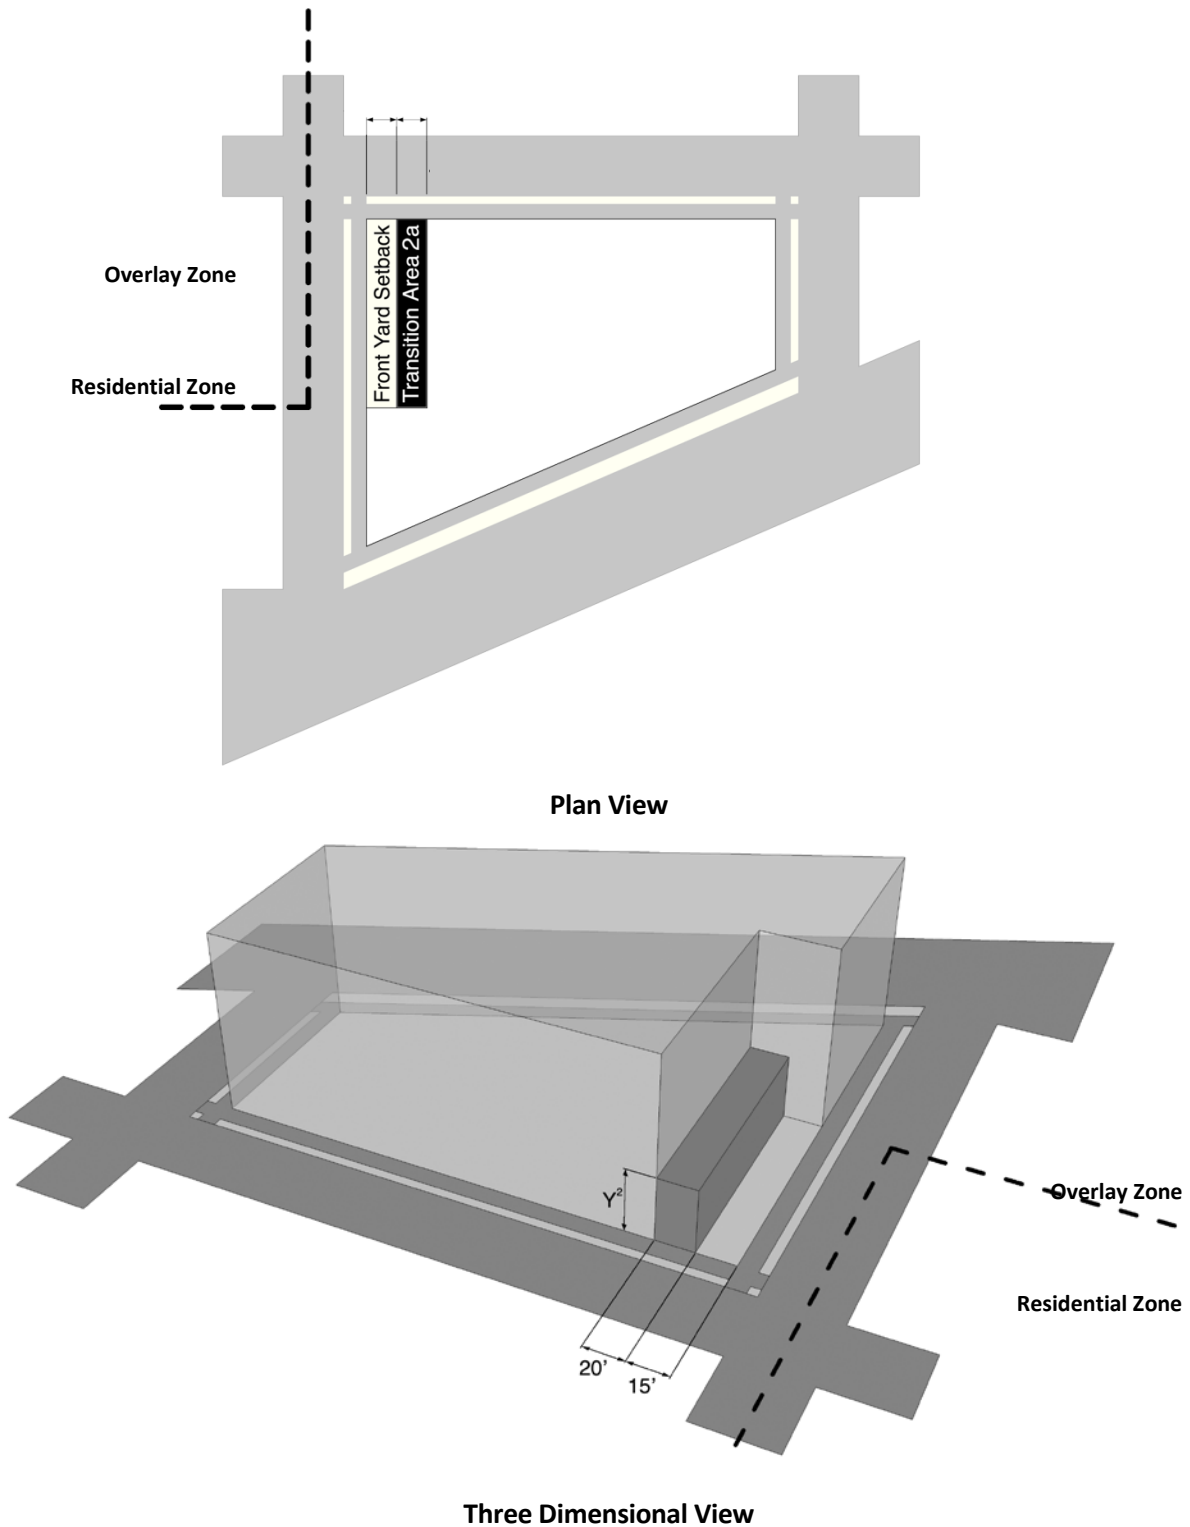 Front Yard Setback
Transition Area 2a
Overlay Zone
Residential Zone
Plan View
Y²
Overlay Zone
Residential Zone
20'
15'
Three Dimensional View